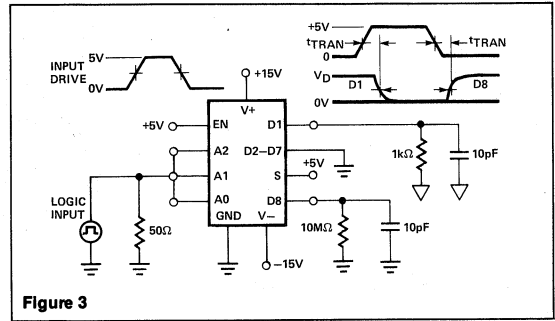 INPUT DRIVE
5V
0V
+5V
tTRAN
tTRAN
0
VD
D1
D8
0V
+15V
V+
+5V
EN
D1
A2
D2–D7
+5V
1kΩ
10pF
A1
S
LOGIC INPUT
A0
D8
GND
V–
50Ω
10MΩ
10pF
–15V
Figure 3